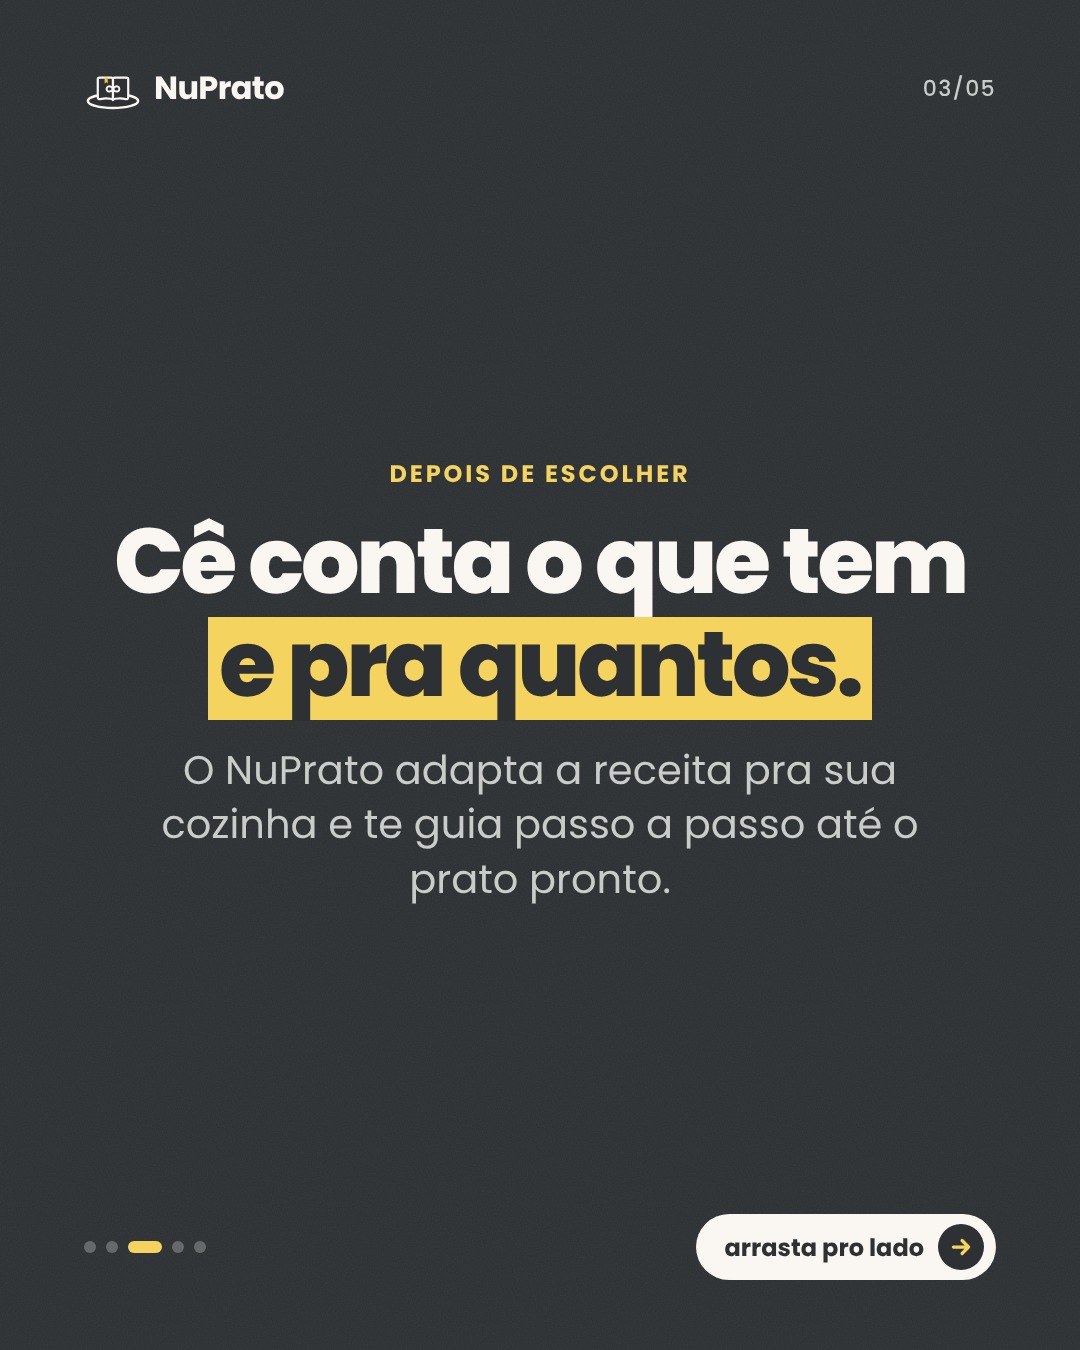 NuPrato
03/05
DEPOIS DE ESCOLHER
Cê conta o que tem
e pra quantos.
O NuPrato adapta a receita pra sua
cozinha e te guia passo a passo até o
prato pronto.
arrasta pro lado